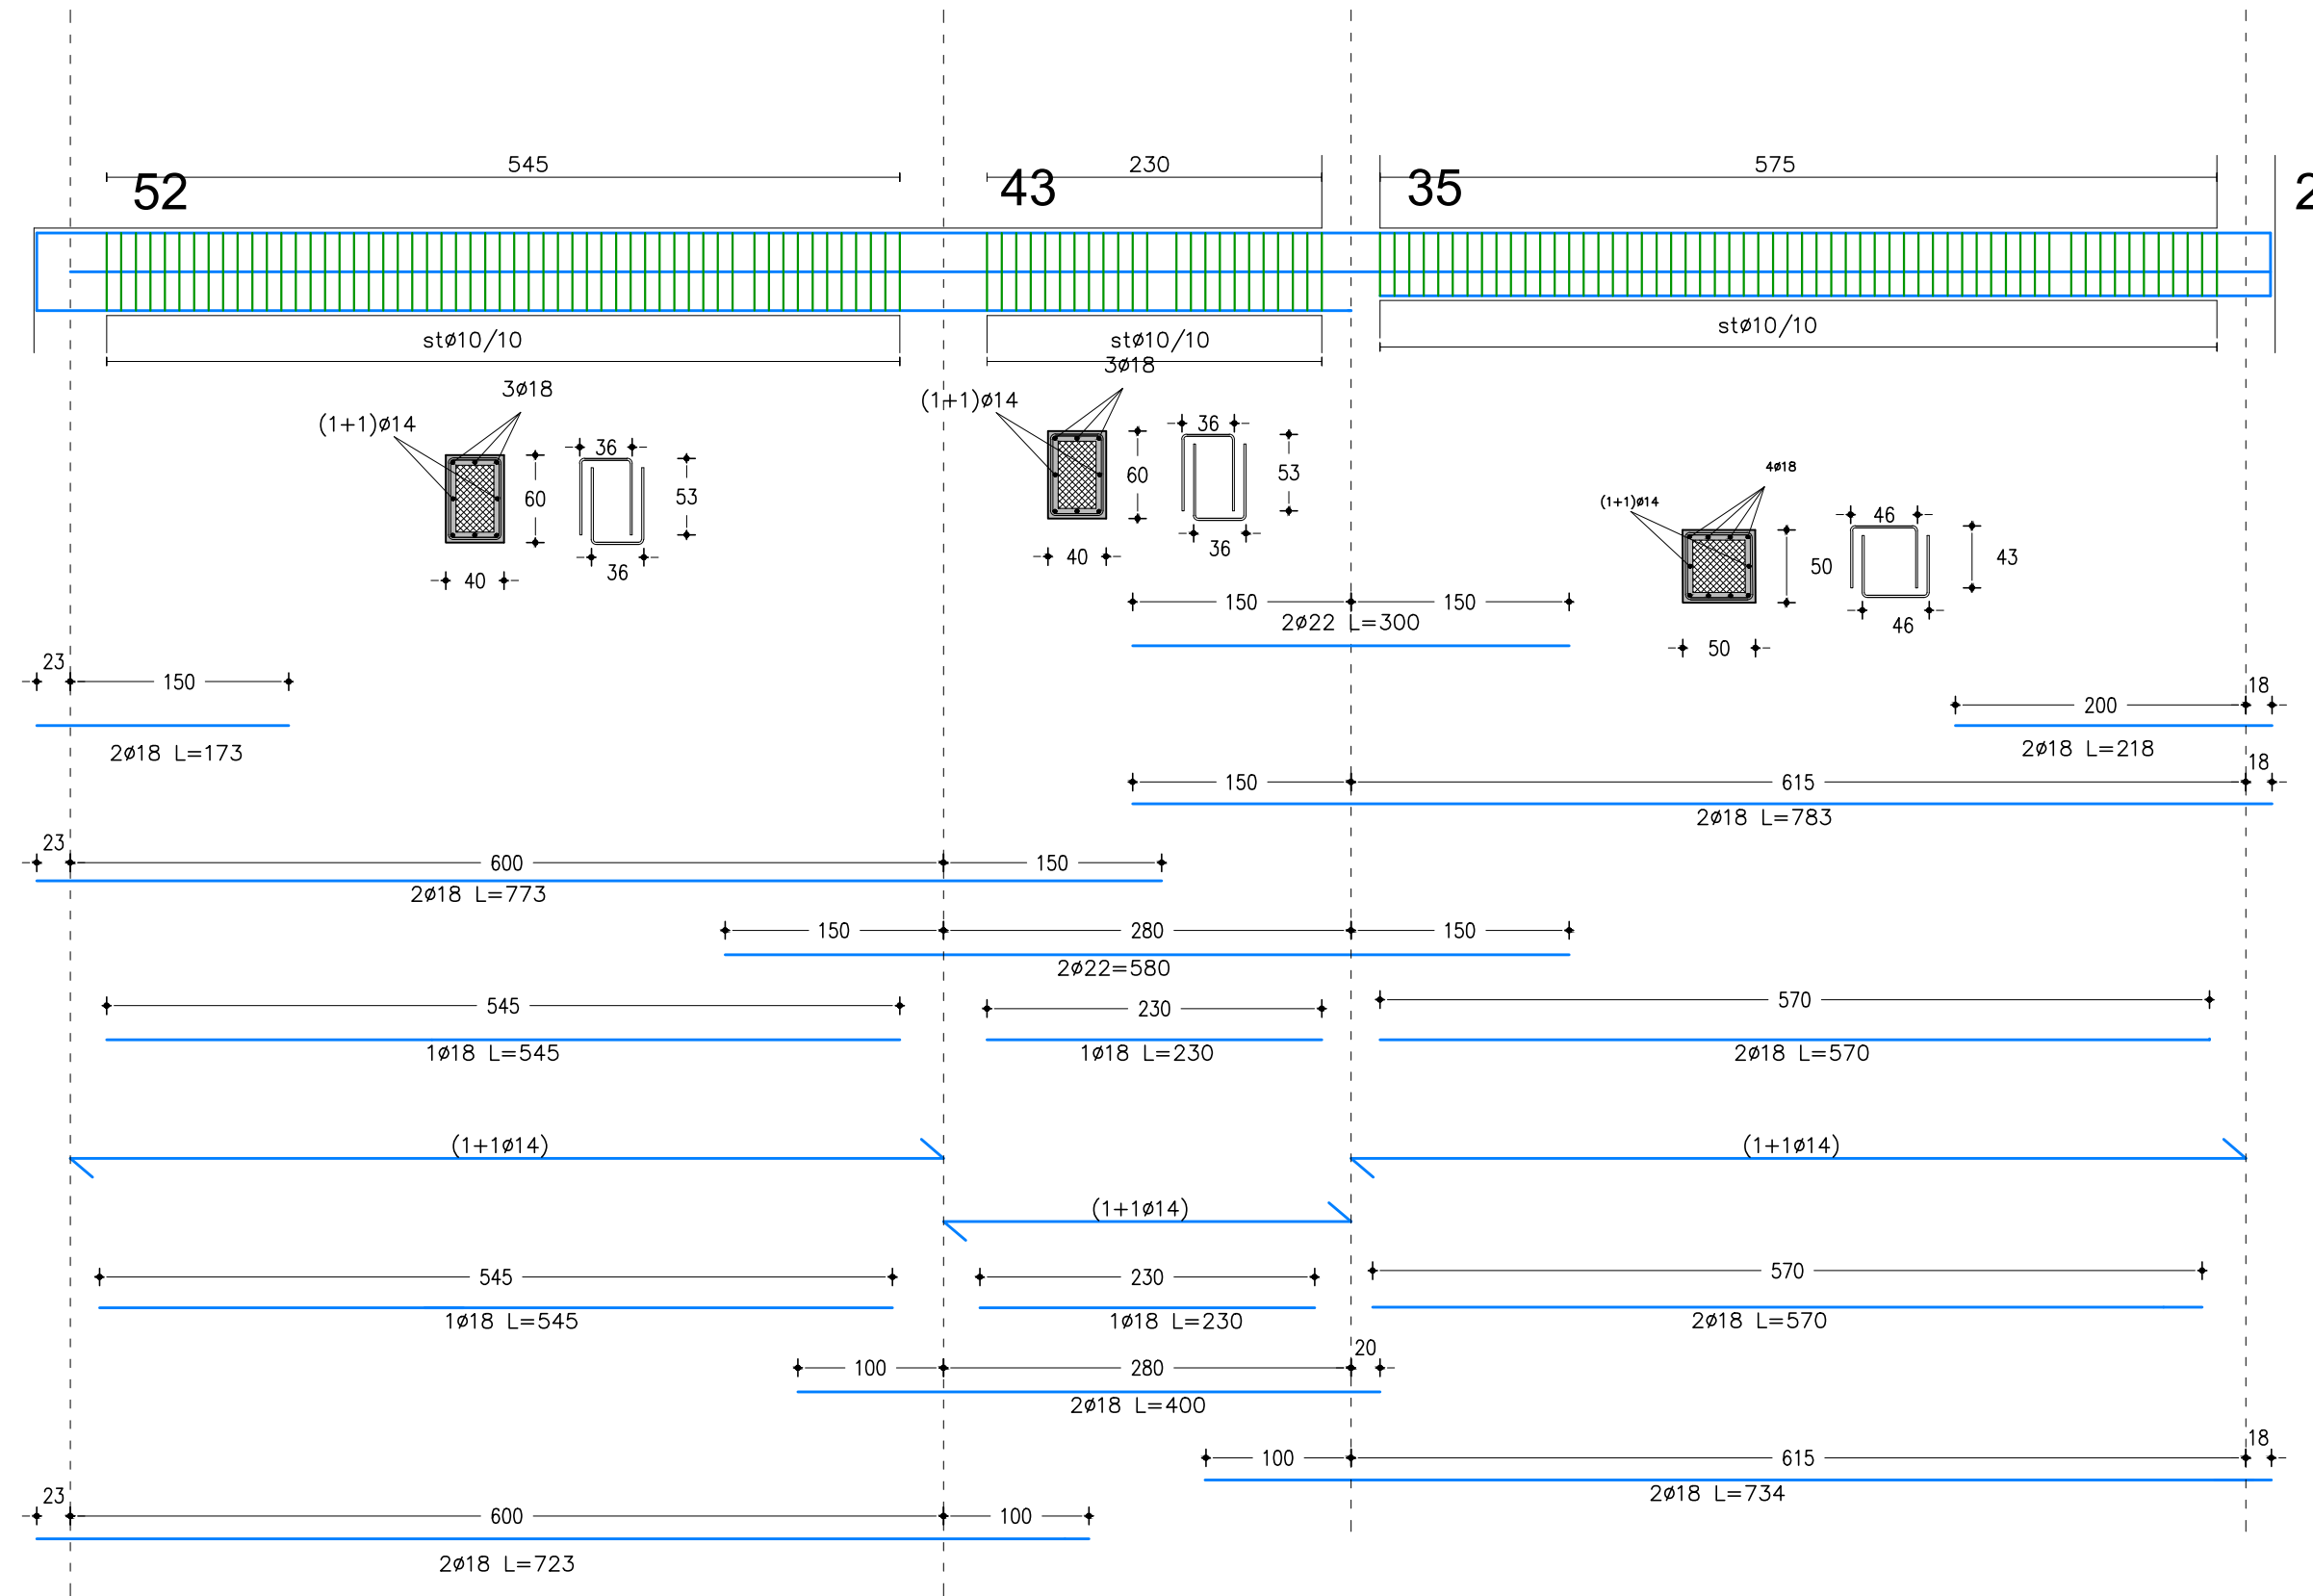 545
230
575
52
43
35
2
stø10/10
stø10/10
stø10/10
3ø18
3ø18
(1+1)ø14
(1+1)ø14
36
36
60
53
60
53
40
36
40
36
4ø18
(1+1)ø14
46
50
43
50
46
150
150
2ø22 L=300
23
150
2ø18 L=173
18
200
2ø18 L=218
18
150
615
2ø18 L=783
23
600
150
2ø18 L=773
150
280
150
2ø22=580
545
230
570
1ø18 L=545
1ø18 L=230
2ø18 L=570
(1+1ø14)
(1+1ø14)
(1+1ø14)
545
230
570
1ø18 L=545
1ø18 L=230
2ø18 L=570
20
100
280
2ø18 L=400
18
100
615
2ø18 L=734
23
600
100
2ø18 L=723